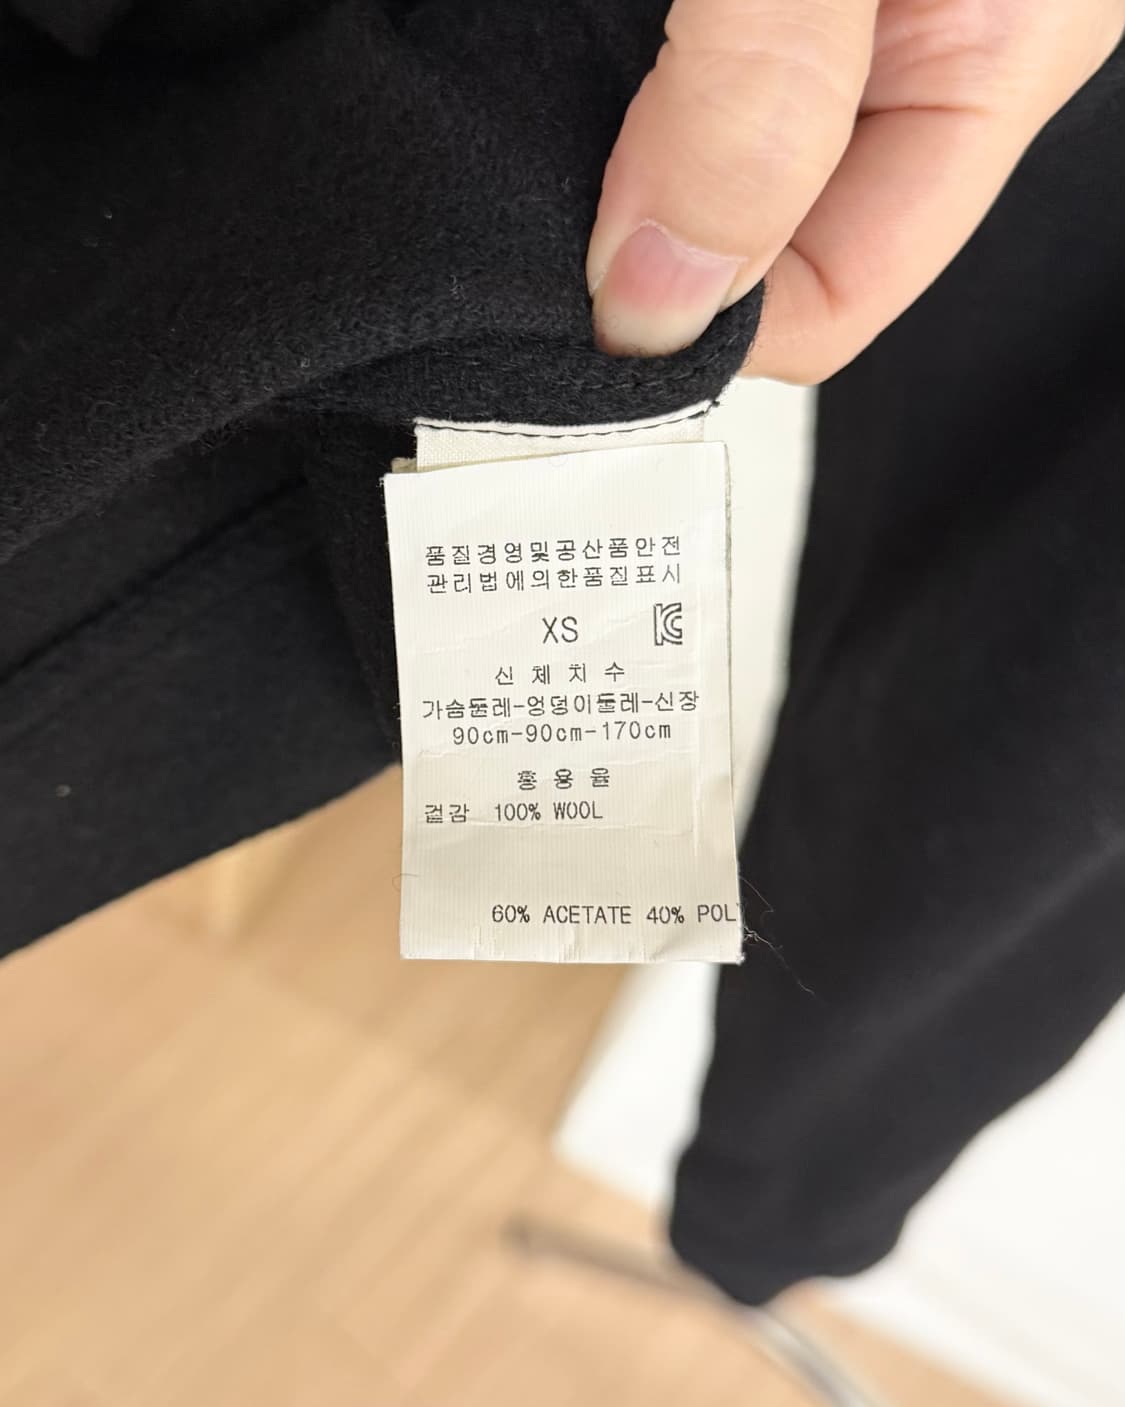 품질경영및공산품안전
관리법에의한품질표시
XS
신 체 치 수
가슴둘레-엉덩이둘레-신장
90cm-90cm-170cm
홍 용 율
겉감 100% WOOL
60% ACETATE 40% POLY